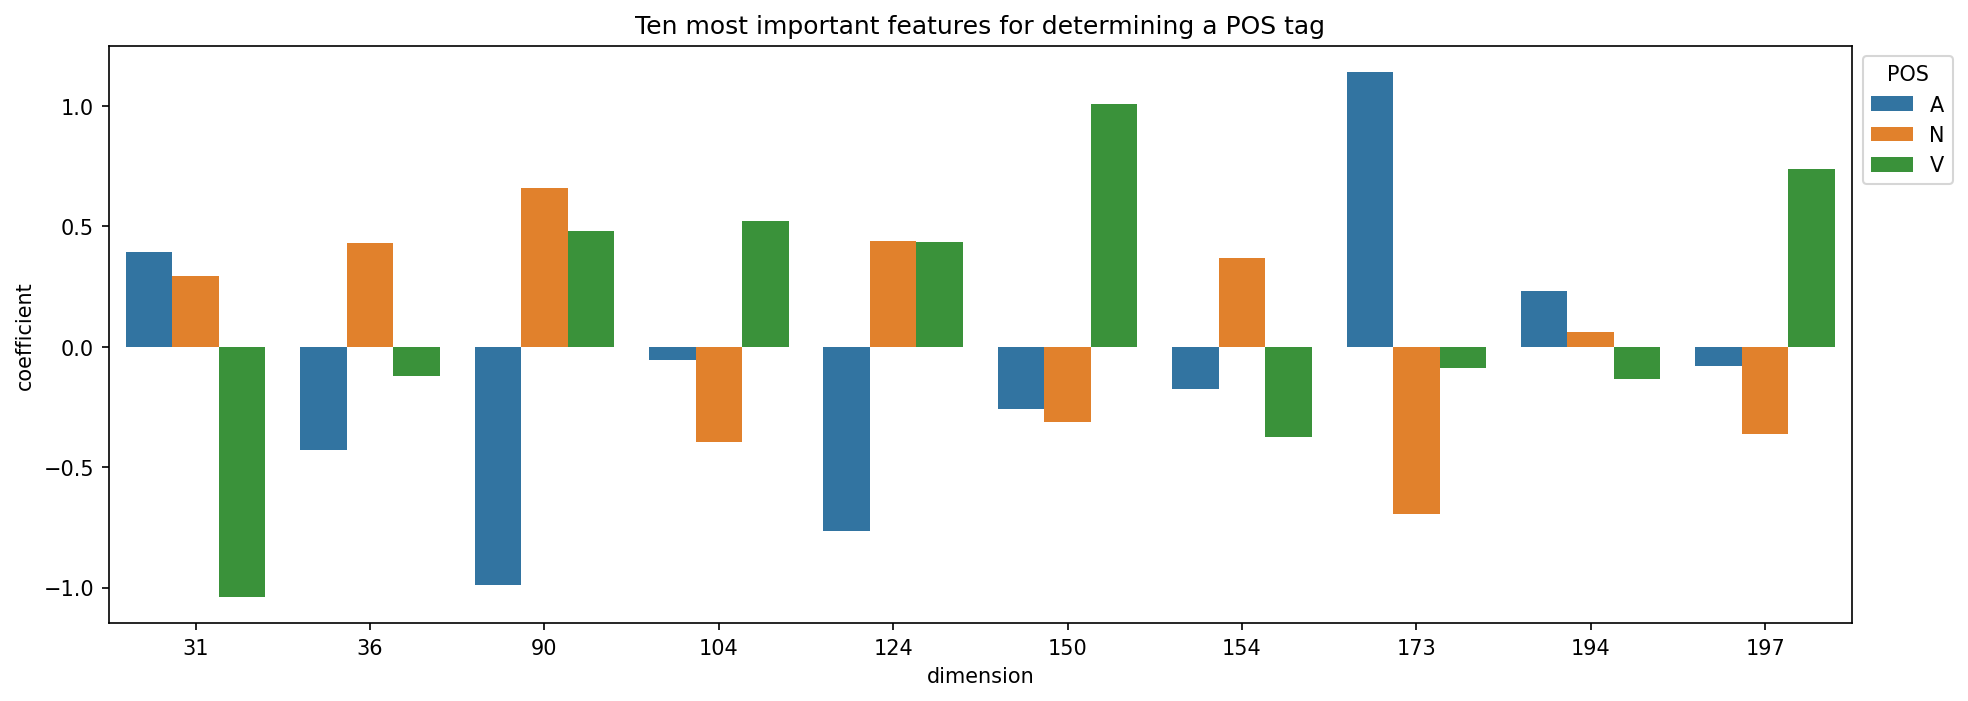 Ten most important features for determining a POS tag
POS
A
N
V
1.0
0.5
0.0
−0.5
−1.0
coefficient
31 36 90 104 124 150 154 173 194 197
dimension